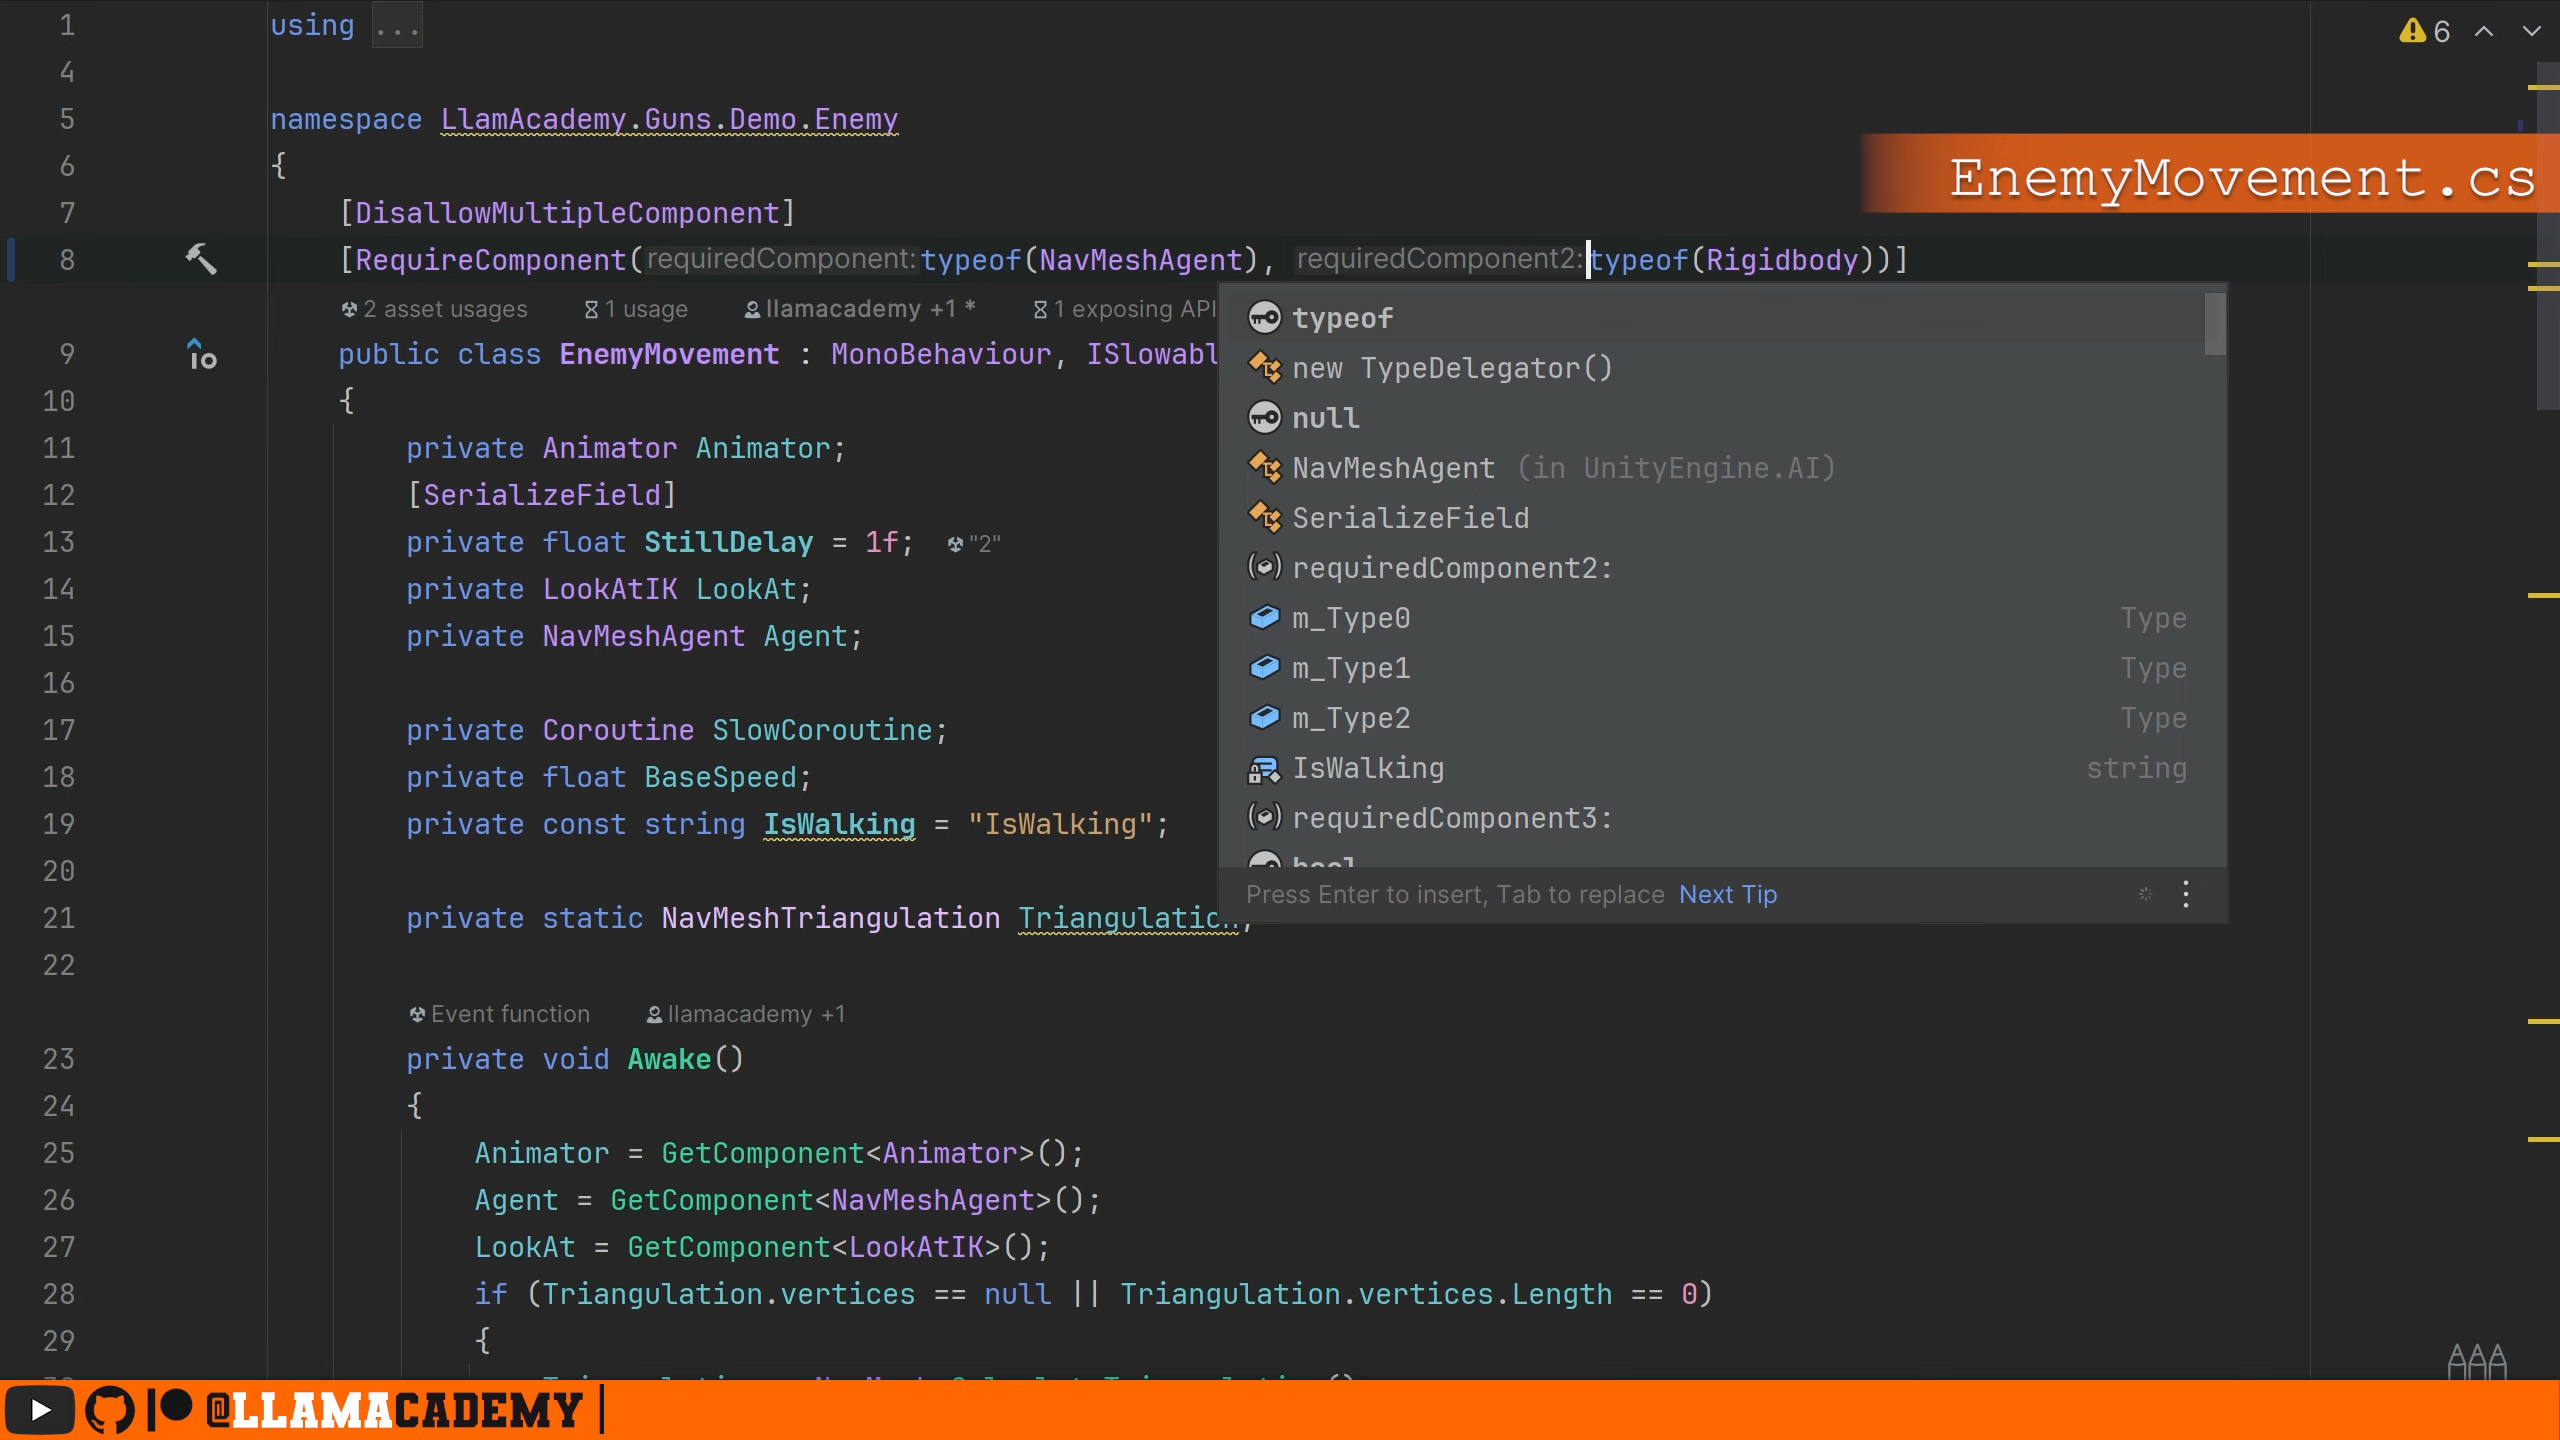 1 using ...
6
4
5 namespace LlamAcademy.Guns.Demo.Enemy
6 {
EnemyMovement.cs
7 [DisallowMultipleComponent]
8 [RequireComponent(requiredComponent:typeof(NavMeshAgent), requiredComponent2:typeof(Rigidbody))]
2 asset usages 1 usage llamacademy +1 * 1 exposing API
9 public class EnemyMovement : MonoBehaviour, ISlowabl
10 {
11 private Animator Animator;
12 [SerializeField]
13 private float StillDelay = 1f; "2"
14 private LookAtIK LookAt;
15 private NavMeshAgent Agent;
16
17 private Coroutine SlowCoroutine;
18 private float BaseSpeed;
19 private const string IsWalking = "IsWalking";
20
21 private static NavMeshTriangulation Triangulation;
22
Event function llamacademy +1
23 private void Awake()
24 {
25 Animator = GetComponent<Animator>();
26 Agent = GetComponent<NavMeshAgent>();
27 LookAt = GetComponent<LookAtIK>();
28 if (Triangulation.vertices == null || Triangulation.vertices.Length == 0)
29 {
typeof
new TypeDelegator()
null
NavMeshAgent (in UnityEngine.AI)
SerializeField
requiredComponent2:
m_Type0 Type
m_Type1 Type
m_Type2 Type
IsWalking string
requiredComponent3:
Press Enter to insert, Tab to replace Next Tip
@LLAMACADEMY